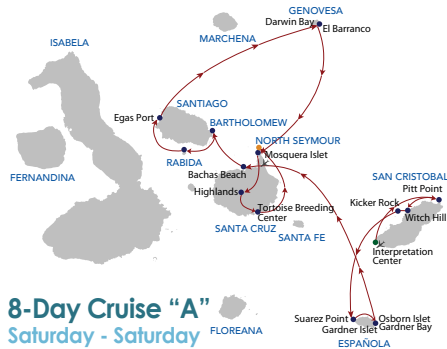 GENOVESA
Darwin Bay
El Barranco
MARCHENA
ISABELA
SANTIAGO
Egas Port
BARTHOLOMEW
NORTH SEYMOUR
Mosquera Islet
RABIDA
Bachas Beach
FERNANDINA
Highlands
Tortoise Breeding
Center
SANTA CRUZ
SANTA FE
SAN CRISTOBAL
Pitt Point
Kicker Rock
Witch Hill
Interpretation
Center
8-Day Cruise “A”
Saturday - Saturday
FLOREANA
Suarez Point
Gardner Islet
Osborn Islet
Gardner Bay
ESPAÑOLA